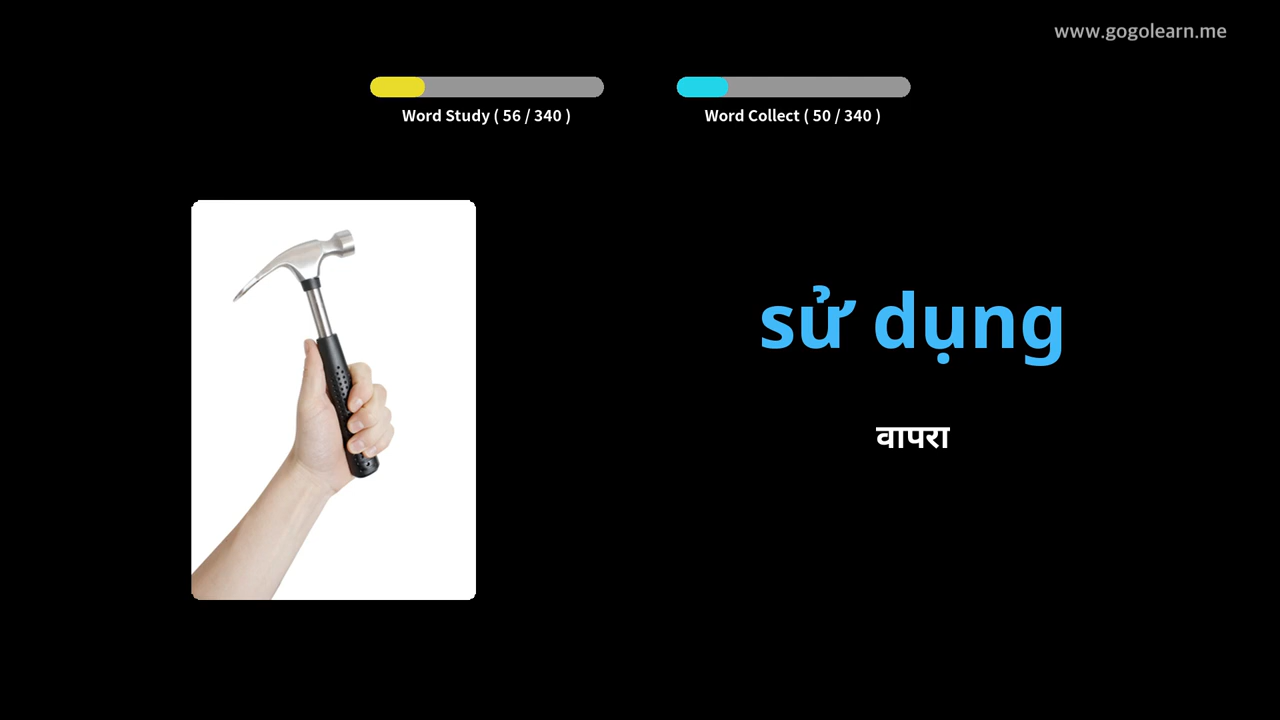 www.gogolearn.me
Word Study ( 56 / 340 )
Word Collect ( 50 / 340 )
sử dụng
वापरा